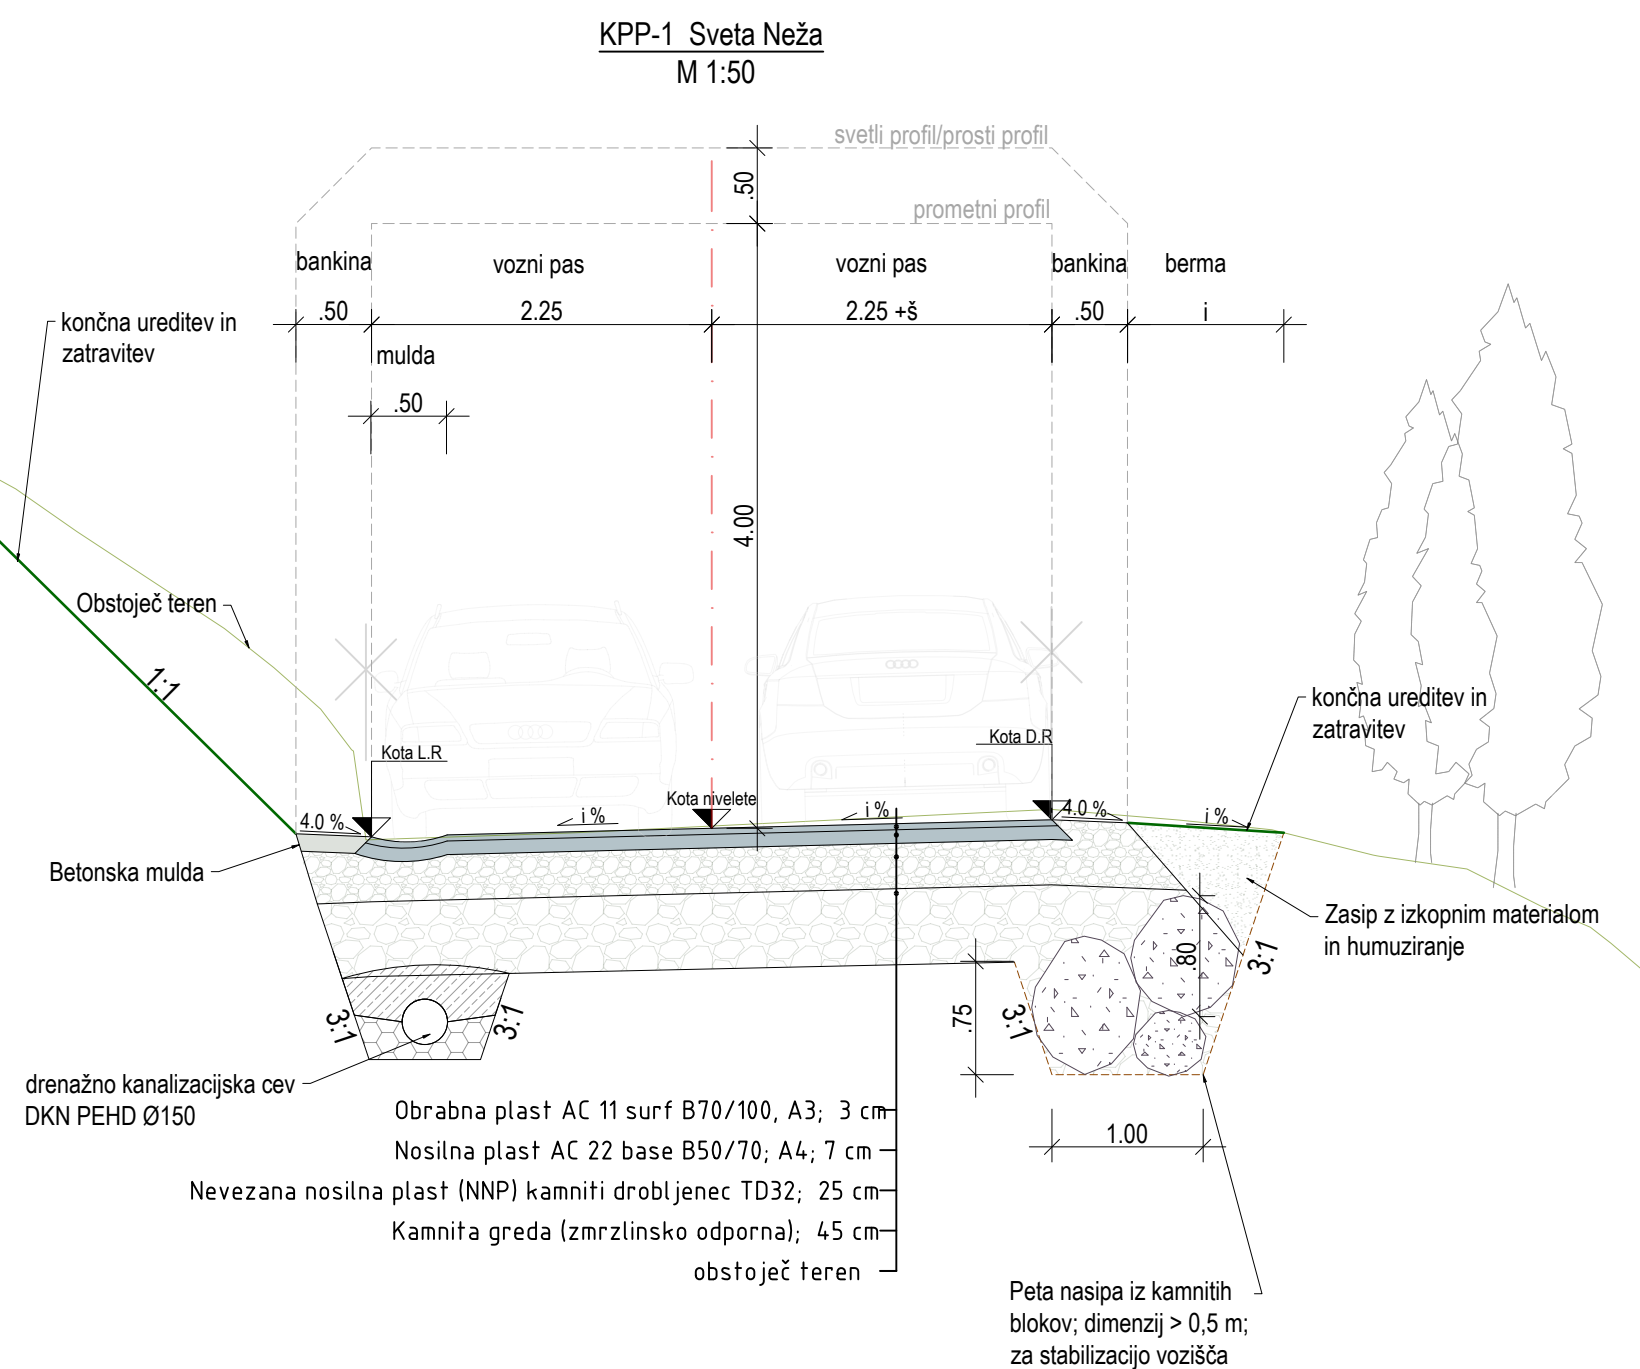 KPP-1 Sveta Neža
M 1:50
svetli profil/prosti profil
.50
prometni profil
bankina
vozni pas
vozni pas
bankina
berma
.50
2.25
2.25 +š
.50
i
končna ureditev in
zatravitev
mulda
.50
4.00
Obstoječ teren
1:1
končna ureditev in
zatravitev
Kota L.R
Kota D.R
Kota nivelete
4.0 %
i %
i %
4.0 %
i %
Betonska mulda
Zasip z izkopnim materialom
in humuziranje
.80
3:1
.75
3:1
3:1
3:1
drenažno kanalizacijska cev
DKN PEHD Ø150
Obrabna plast AC 11 surf B70/100, A3; 3 cm
Nosilna plast AC 22 base B50/70; A4; 7 cm
Nevezana nosilna plast (NNP) kamniti drobljenec TD32; 25 cm
Kamnita greda (zmrzlinsko odporna); 45 cm
obstoječ teren
1.00
Peta nasipa iz kamnitih
blokov; dimenzij > 0,5 m;
za stabilizacijo vozišča